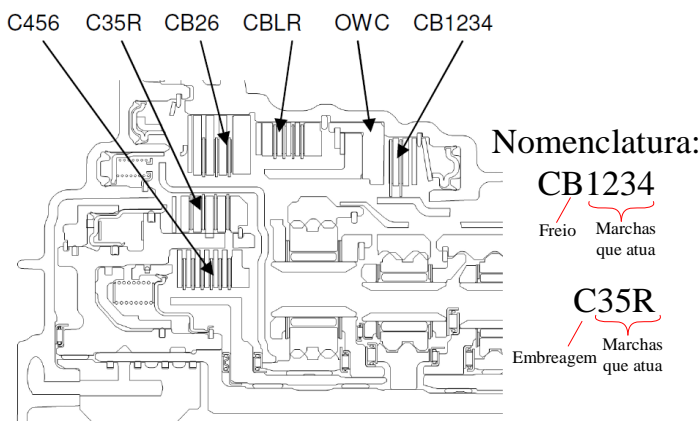 C456 C35R CB26 CBLR OWC CB1234
Nomenclatura:
CB1234
Freio Marchas
que atua
C35R
Embreagem Marchas
que atua